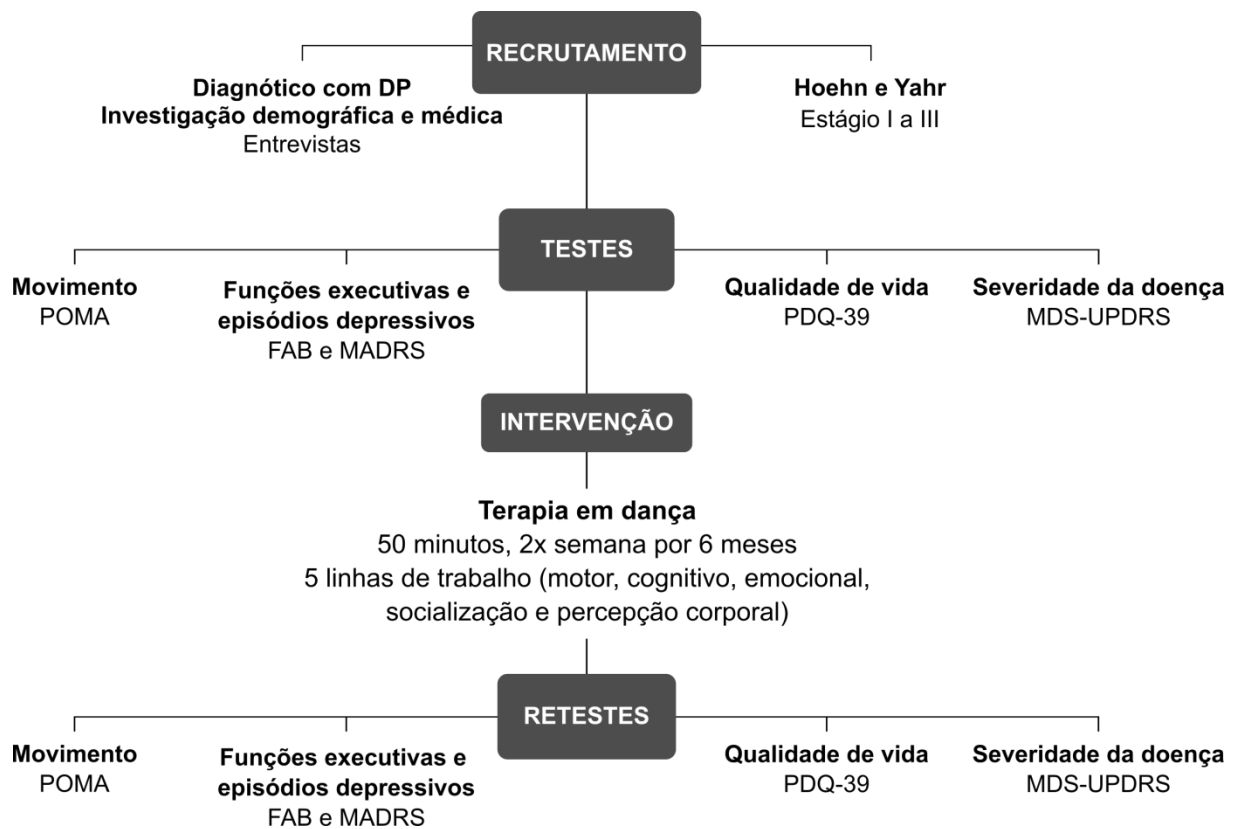 RECRUTAMENTO
Diagnótico com DP
Investigação demográfica e médica
Entrevistas
Hoehn e Yahr
Estágio I a III
TESTES
Movimento
POMA
Funções executivas e
episódios depressivos
FAB e MADRS
Qualidade de vida
PDQ-39
Severidade da doença
MDS-UPDRS
INTERVENÇÃO
Terapia em dança
50 minutos, 2x semana por 6 meses
5 linhas de trabalho (motor, cognitivo, emocional,
socialização e percepção corporal)
RETESTES
Movimento
POMA
Funções executivas e
episódios depressivos
FAB e MADRS
Qualidade de vida
PDQ-39
Severidade da doença
MDS-UPDRS